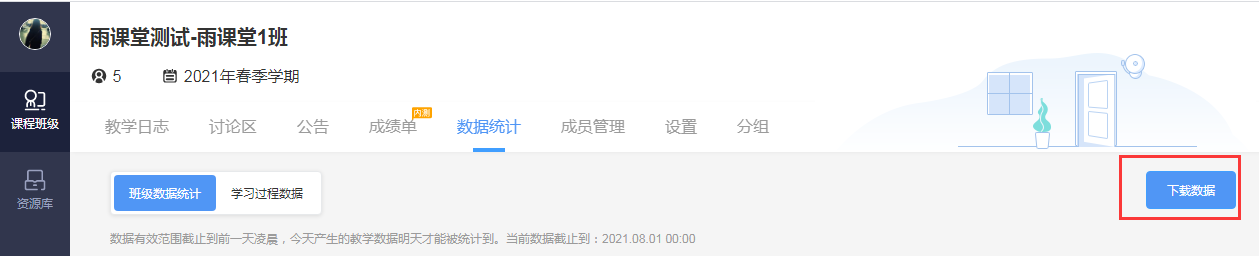 雨课堂测试-雨课堂1班
5 2021年春季学期
课程班级
教学日志 讨论区 公告 成绩单 内测 数据统计 成员管理 设置 分组
资源库
班级数据统计 学习过程数据 下载数据
数据有效范围截止到前一天凌晨，今天产生的教学数据明天才能被统计到。当前数据截止到：2021.08.01 00:00